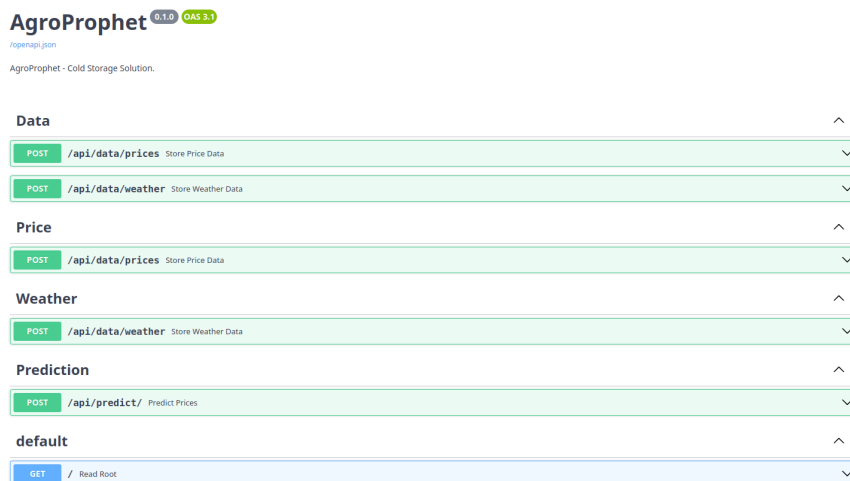 AgroProphet 0.1.0 OAS 3.1
/openapi.json
AgroProphet - Cold Storage Solution.
Data
POST /api/data/prices Store Price Data
POST /api/data/weather Store Weather Data
Price
POST /api/data/prices Store Price Data
Weather
POST /api/data/weather Store Weather Data
Prediction
POST /api/predict/ Predict Prices
default
GET / Read Root